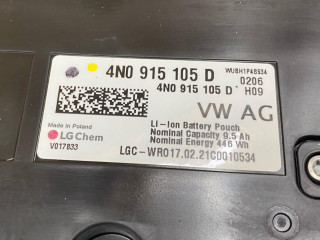 4N0 915 105 D
WUBH1P4B534
0206
4N0 915 105 D* H09
VW AG
Made in Poland
LG Chem
V017833
Li-Ion Battery Pouch
Nominal Capacity 9.5 Ah
Nominal Energy 446 Wh
LGC-WR017.02.21C0010534